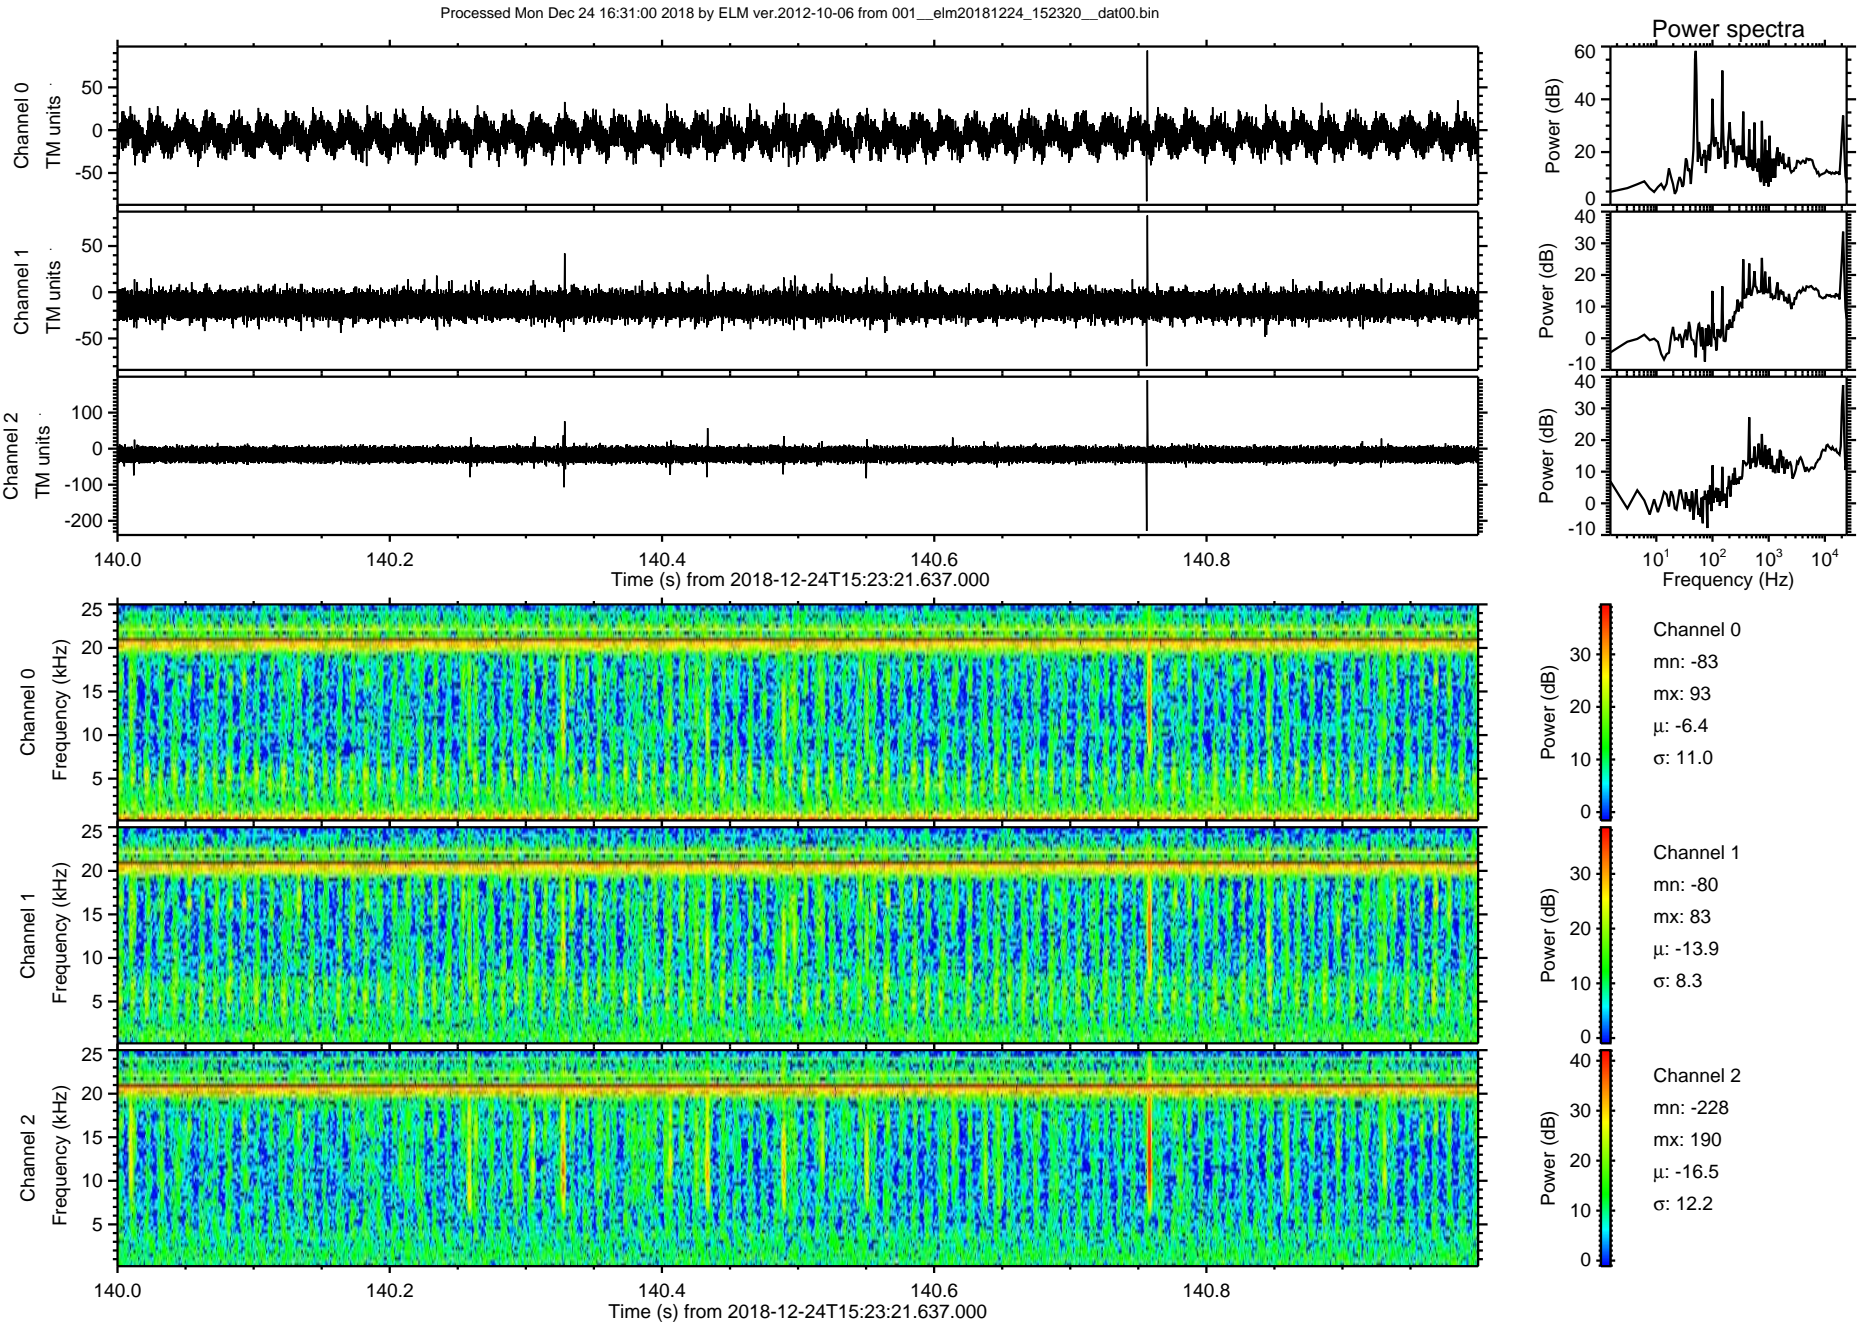 Processed Mon Dec 24 16:31:00 2018 by ELM ver.2012-10-06 from 001__elm20181224_152320__dat00.bin
Power spectra
Channel 0
TM units
50
0
-50
Power (dB)
60
40
20
0
Channel 1
TM units
50
0
-50
Power (dB)
40
30
20
10
0
-10
Channel 2
TM units
100
0
-100
-200
Power (dB)
40
30
20
10
0
-10
140.0 140.2 140.4 140.6 140.8
Time (s) from 2018-12-24T15:23:21.637.000
10¹ 10² 10³ 10⁴
Frequency (Hz)
Channel 0
Frequency (kHz)
25
20
15
10
5
Power (dB)
30
20
10
0
Channel 0
mn: -83
mx: 93
μ: -6.4
σ: 11.0
Channel 1
Frequency (kHz)
25
20
15
10
5
Power (dB)
30
20
10
0
Channel 1
mn: -80
mx: 83
μ: -13.9
σ: 8.3
Channel 2
Frequency (kHz)
25
20
15
10
5
Power (dB)
40
30
20
10
0
Channel 2
mn: -228
mx: 190
μ: -16.5
σ: 12.2
140.0 140.2 140.4 140.6 140.8
Time (s) from 2018-12-24T15:23:21.637.000